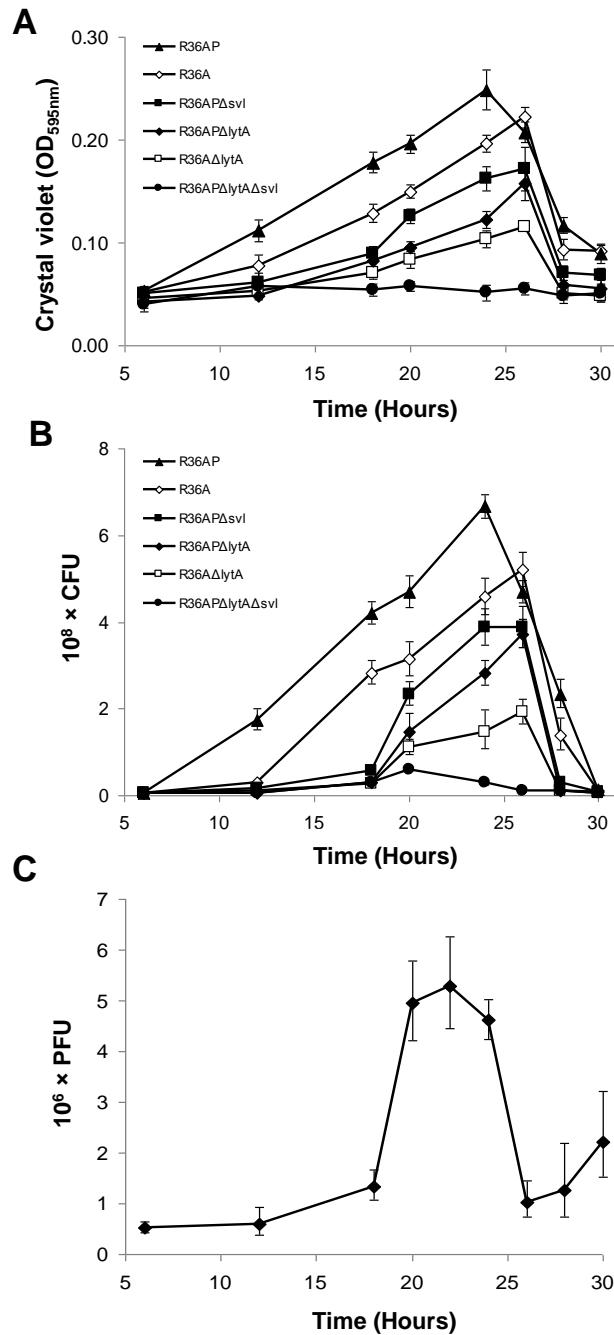 A
Crystal violet (OD595nm)
0.30
0.20
0.10
0.00
R36AP
R36A
R36APΔsvl
R36APΔlytA
R36AΔlytA
R36APΔlytAΔsvl
5 10 15 20 25 30
Time (Hours)
B
10⁸ × CFU
8
6
4
2
0
R36AP
R36A
R36APΔsvl
R36APΔlytA
R36AΔlytA
R36APΔlytAΔsvl
5 10 15 20 25 30
Time (Hours)
C
10⁶ × PFU
7
6
5
4
3
2
1
0
5 10 15 20 25 30
Time (Hours)